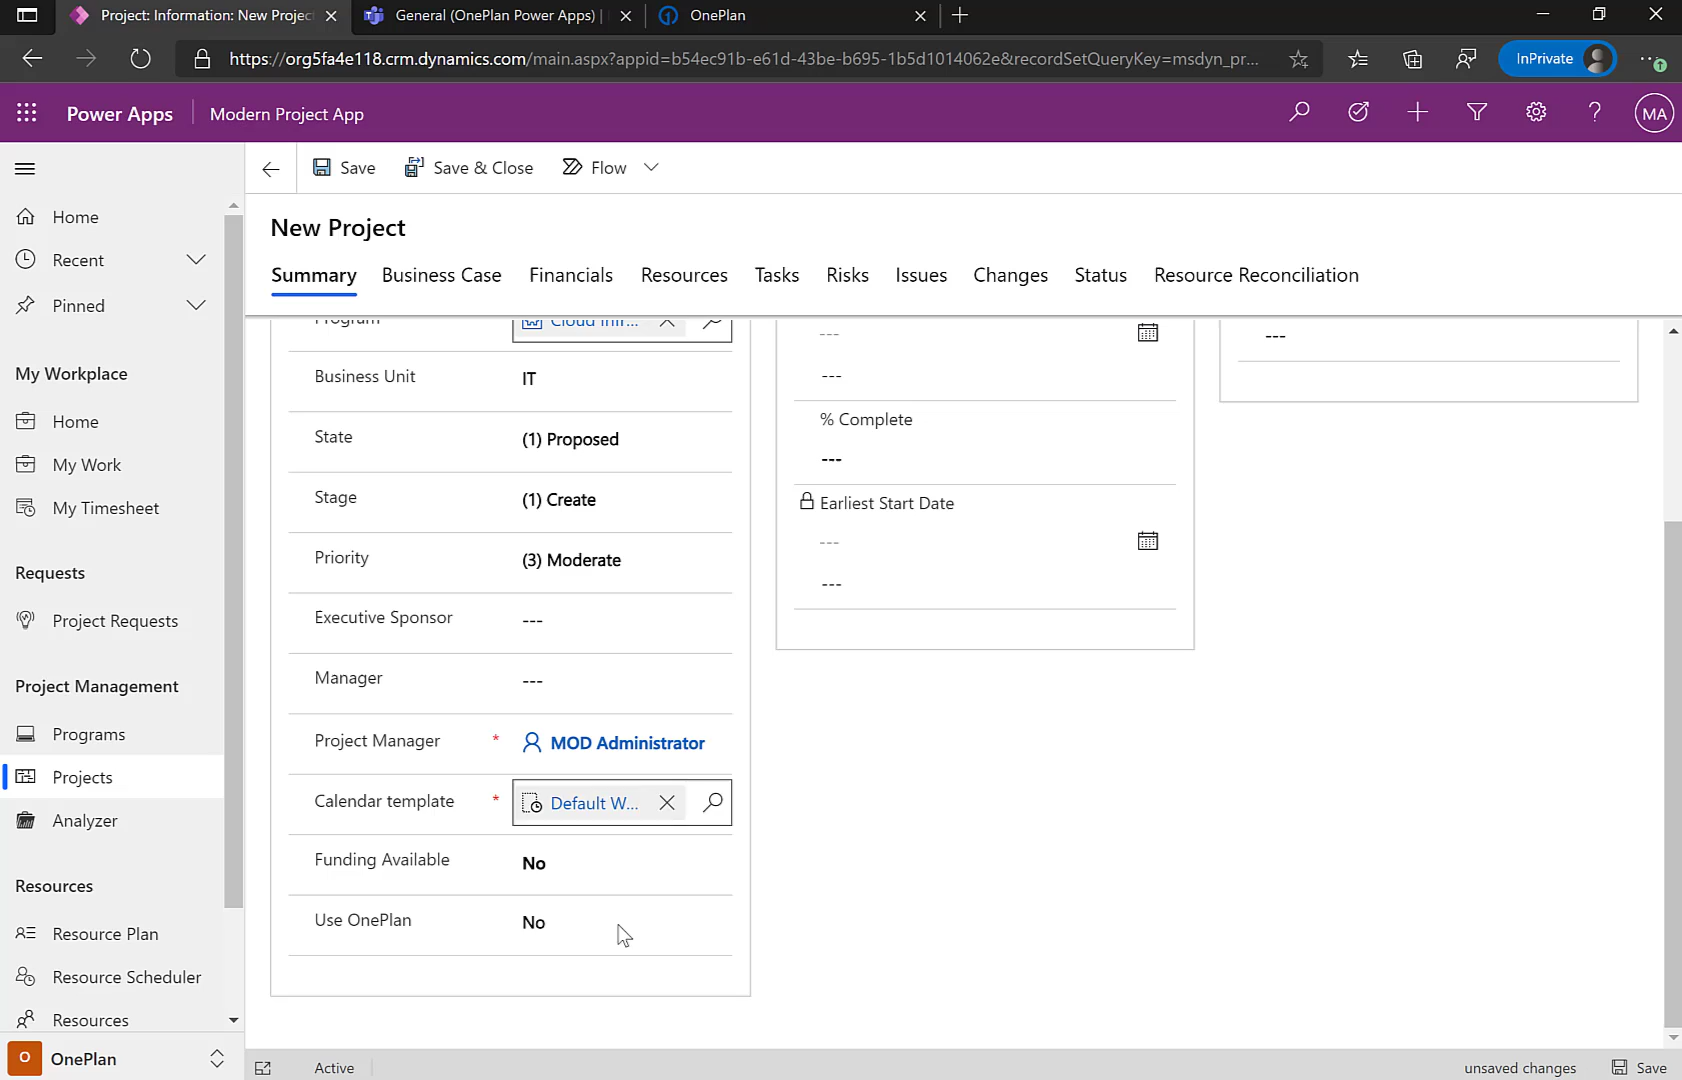 Project: Information: New Projec
General (OnePlan Power Apps) |
OnePlan
https://org5fa4e118.crm.dynamics.com/main.aspx?appid=b54ec91b-e61d-43be-b695-1b5d1014062e&recordSetQueryKey=msdyn_pr...
InPrivate
Power Apps
Modern Project App
MA
Save
Save & Close
Flow
Home
Recent
Pinned
My Workplace
Home
My Work
My Timesheet
Requests
Project Requests
Project Management
Programs
Projects
Analyzer
Resources
Resource Plan
Resource Scheduler
Resources
O OnePlan
New Project
Summary Business Case Financials Resources Tasks Risks Issues Changes Status Resource Reconciliation
Program Cloud Infr...
Business Unit IT
State (1) Proposed
Stage (1) Create
Priority (3) Moderate
Executive Sponsor ---
Manager ---
Project Manager * MOD Administrator
Calendar template * Default W...
Funding Available No
Use OnePlan No
---
---
% Complete
---
Earliest Start Date
---
---
---
Active
unsaved changes
Save